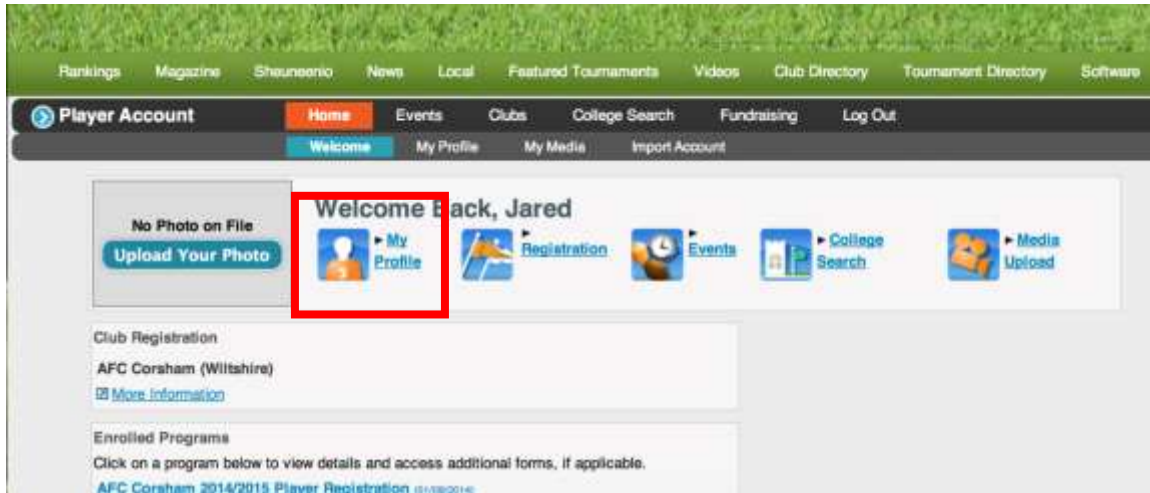 Rankings Magazine Sheuneenio News Local Featured Tournaments Videos Club Directory Tournament Directory Software
Player Account Home Events Clubs College Search Fundraising Log Out
Welcome My Profile My Media Import Account
No Photo on File
Upload Your Photo
Welcome Back, Jared
My Profile
Registration
Events
College Search
Media Upload
Club Registration
AFC Corsham (Wiltshire)
More Information
Enrolled Programs
Click on a program below to view details and access additional forms, if applicable.
AFC Corsham 2014/2015 Player Registration